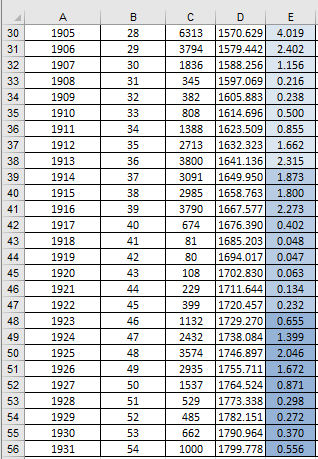 A B C D E
30 1905 28 6313 1570.629 4.019
31 1906 29 3794 1579.442 2.402
32 1907 30 1836 1588.256 1.156
33 1908 31 345 1597.069 0.216
34 1909 32 382 1605.883 0.238
35 1910 33 808 1614.696 0.500
36 1911 34 1388 1623.509 0.855
37 1912 35 2713 1632.323 1.662
38 1913 36 3800 1641.136 2.315
39 1914 37 3091 1649.950 1.873
40 1915 38 2985 1658.763 1.800
41 1916 39 3790 1667.577 2.273
42 1917 40 674 1676.390 0.402
43 1918 41 81 1685.203 0.048
44 1919 42 80 1694.017 0.047
45 1920 43 108 1702.830 0.063
46 1921 44 229 1711.644 0.134
47 1922 45 399 1720.457 0.232
48 1923 46 1132 1729.270 0.655
49 1924 47 2432 1738.084 1.399
50 1925 48 3574 1746.897 2.046
51 1926 49 2935 1755.711 1.672
52 1927 50 1537 1764.524 0.871
53 1928 51 529 1773.338 0.298
54 1929 52 485 1782.151 0.272
55 1930 53 662 1790.964 0.370
56 1931 54 1000 1799.778 0.556